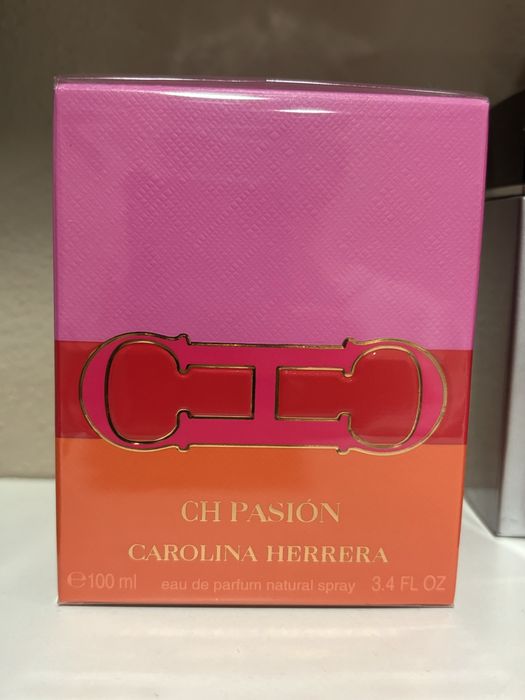 CH PASIÓN
CAROLINA HERRERA
℮100 ml eau de parfum natural spray 3.4 FL OZ